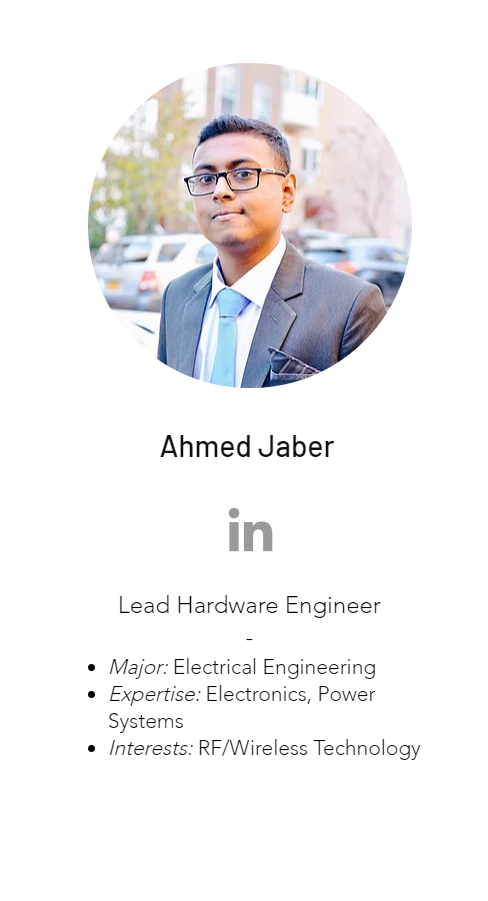 Ahmed Jaber
in
Lead Hardware Engineer
-
• Major: Electrical Engineering
• Expertise: Electronics, Power
Systems
• Interests: RF/Wireless Technology